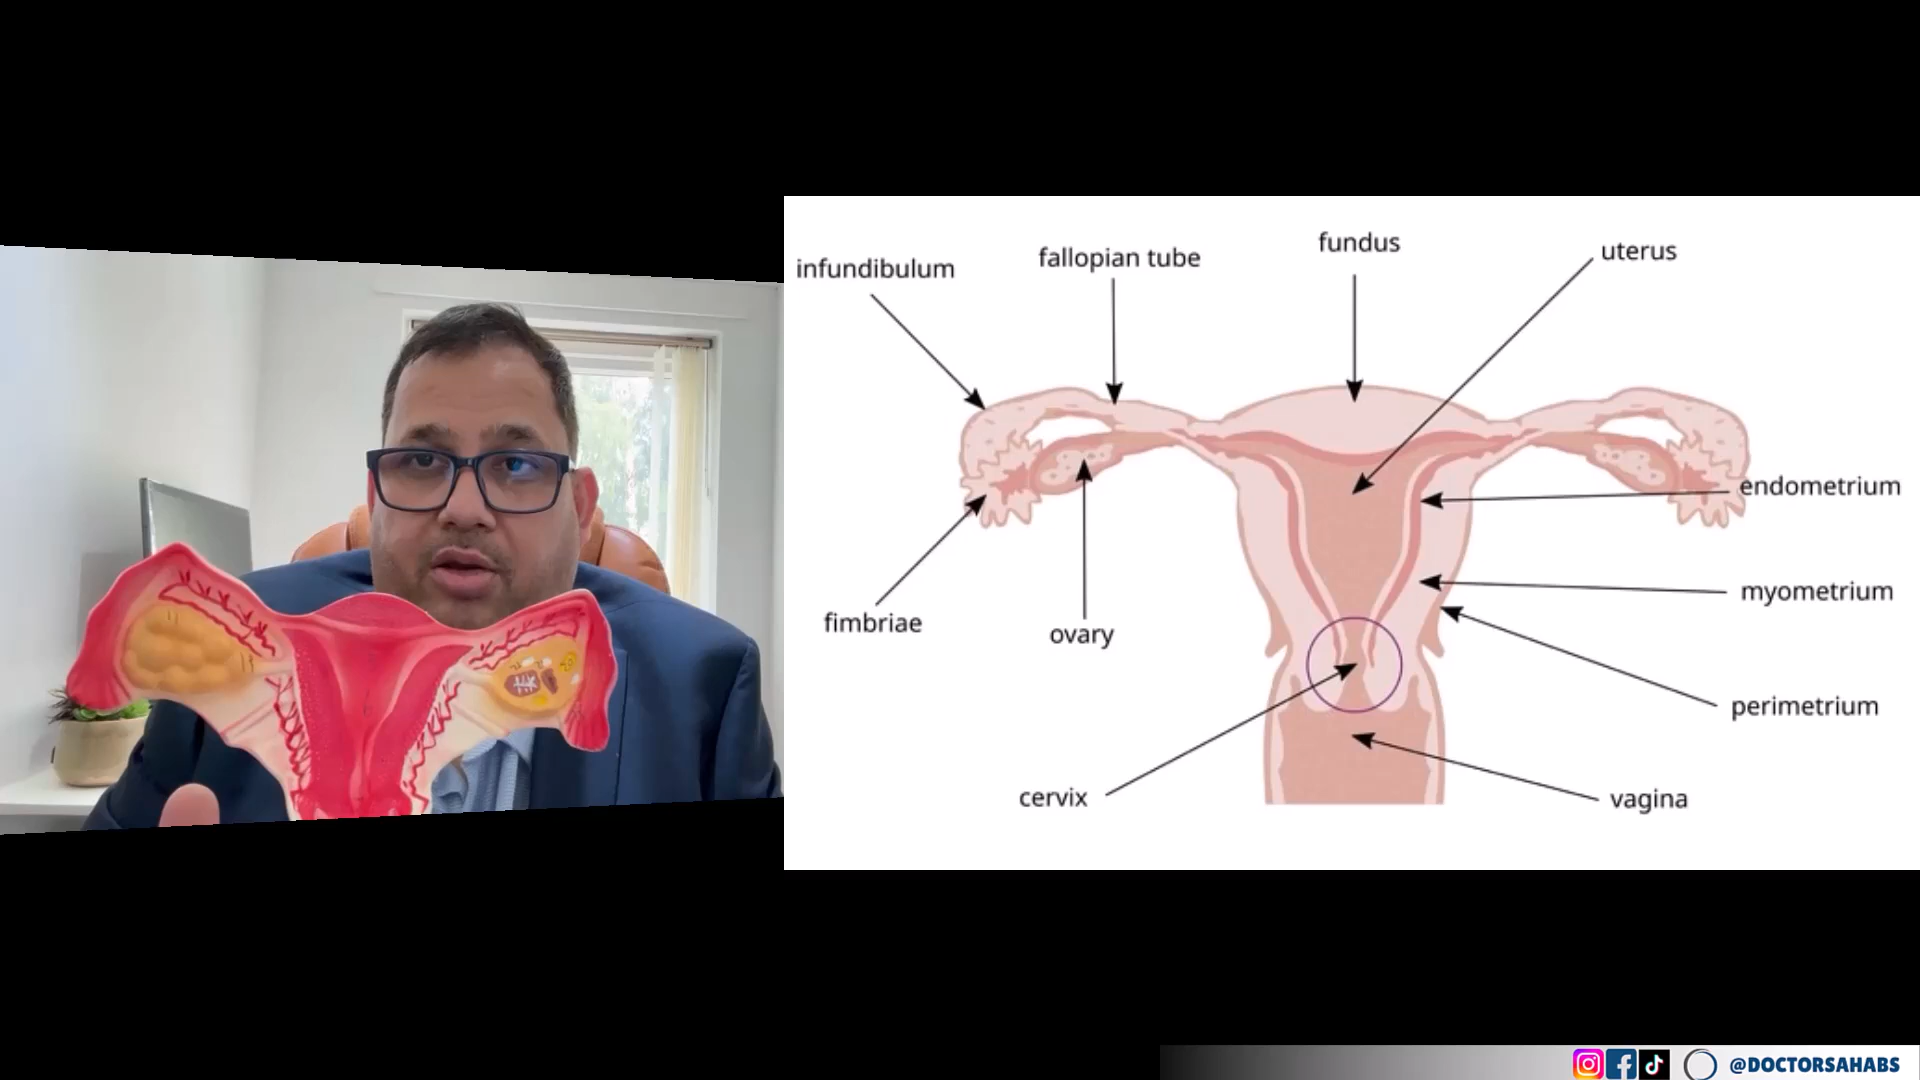 infundibulum
fallopian tube
fundus
uterus
endometrium
myometrium
perimetrium
fimbriae
ovary
cervix
vagina
@DOCTORSAHABS